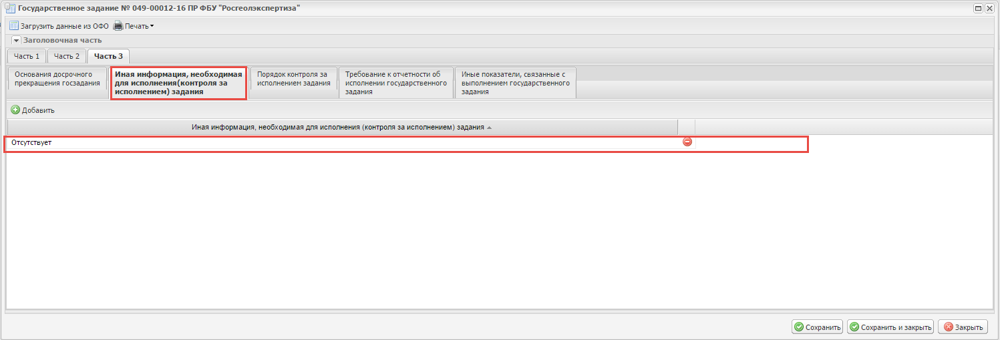 Государственное задание № 049-00012-16 ПР ФБУ "Росгеолэкспертиза"
Загрузить данные из ОФО Печать
Заголовочная часть
Часть 1 Часть 2 Часть 3
Основания досрочного
прекращения госзадания
Иная информация, необходимая
для исполнения(контроля за
исполнением) задания
Порядок контроля за
исполнением задания
Требование к отчетности об
исполнении государственного
задания
Иные показатели, связанные с
выполнением государственного
задания
Добавить
Иная информация, необходимая для исполнения (контроля за исполнением) задания
Отсутствует
Сохранить Сохранить и закрыть Закрыть